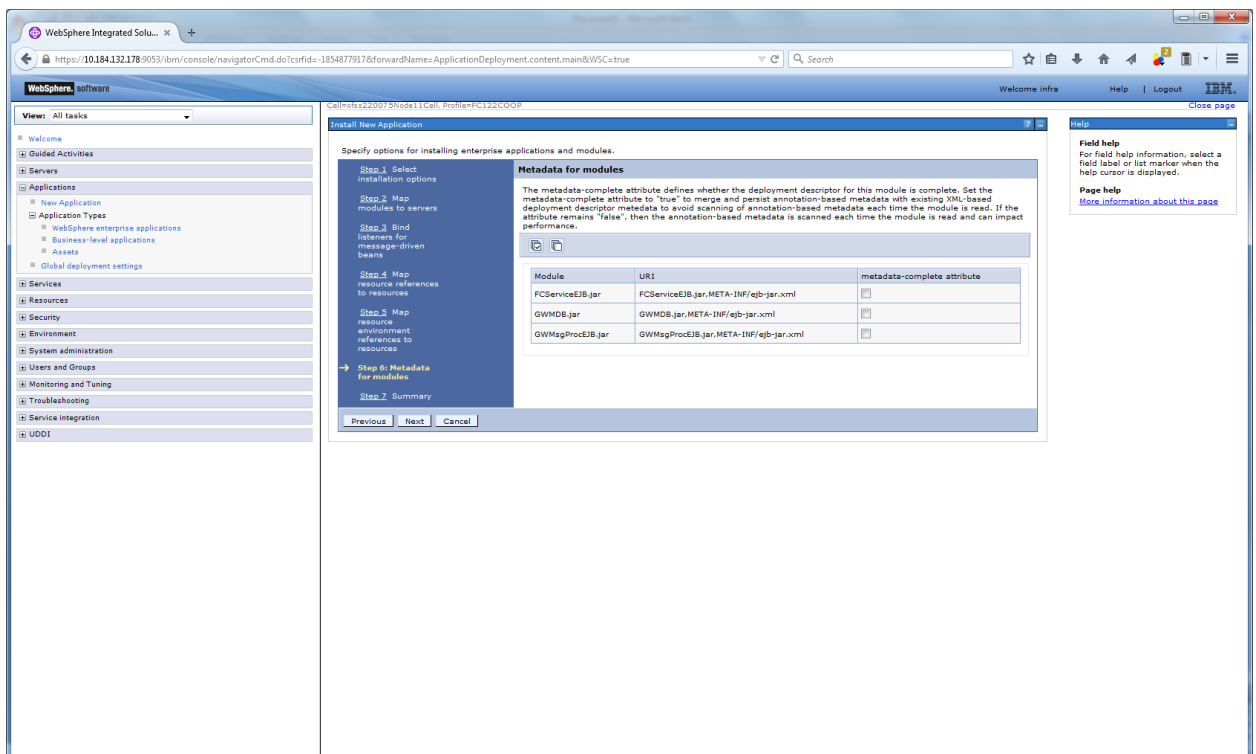 WebSphere Integrated Solu... × +
https://10.184.132.178:9053/ibm/console/navigatorCmd.do?csrfid=-1854877917&forwardName=ApplicationDeployment.content.main&WSC=true
Search
2
WebSphere. software
Welcome infra
Help | Logout
IBM.
View: All tasks
Welcome
Guided Activities
Servers
Applications
New Application
Application Types
WebSphere enterprise applications
Business-level applications
Assets
Global deployment settings
Services
Resources
Security
Environment
System administration
Users and Groups
Monitoring and Tuning
Troubleshooting
Service integration
UDDI
Cell=ofss220075Node11Cell, Profile=FC122COOP
Close page
Install New Application
? –
Specify options for installing enterprise applications and modules.
Step 1 Select
installation options
Step 2 Map
modules to servers
Step 3 Bind
listeners for
message-driven
beans
Step 4 Map
resource references
to resources
Step 5 Map
resource
environment
references to
resources
Step 6: Metadata
for modules
Step 7 Summary
Metadata for modules
The metadata-complete attribute defines whether the deployment descriptor for this module is complete. Set the
metadata-complete attribute to "true" to merge and persist annotation-based metadata with existing XML-based
deployment descriptor metedata to avoid scanning of annotation-based metadata each time the module is read. If the
attribute remains "false", then the annotation-based metadata is scanned each time the module is read and can impact
performance.
Module URI metadata-complete attribute
FCServiceEJB.jar FCServiceEJB.jar,META-INF/ejb-jar.xml
GWMDB.jar GWMDB.jar,META-INF/ejb-jar.xml
GWMsgProcEJB.jar GWMsgProcEJB.jar,META-INF/ejb-jar.xml
Previous Next Cancel
Help
Field help
For field help information, select a
field label or list marker when the
help cursor is displayed.
Page help
More information about this page